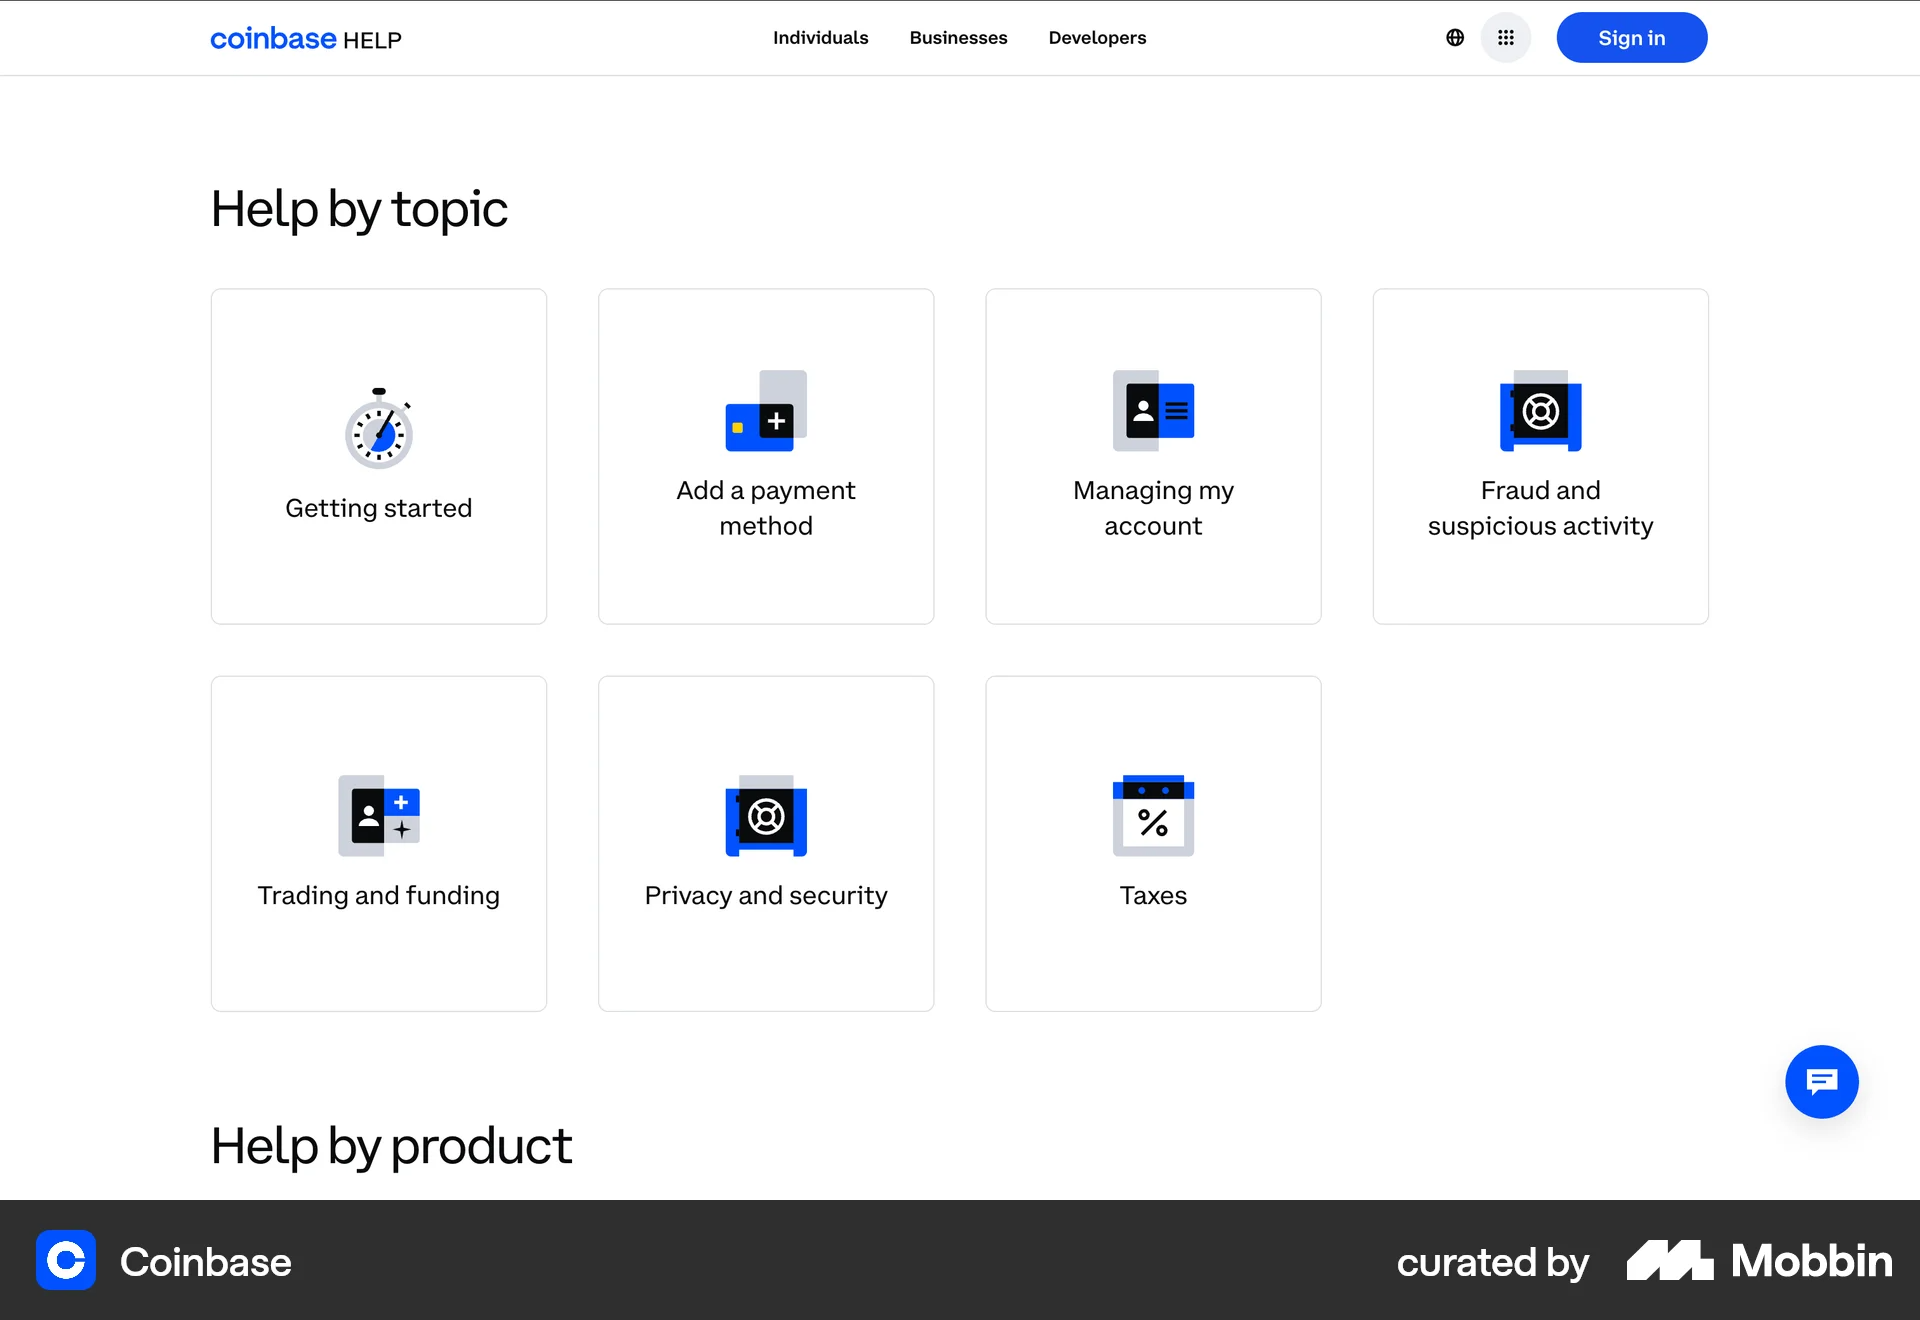 coinbase HELP
Individuals
Businesses
Developers
Sign in
Help by topic
Getting started
Add a payment
method
Managing my
account
Fraud and
suspicious activity
Trading and funding
Privacy and security
%
Taxes
Help by product
Coinbase
curated by
Mobbin